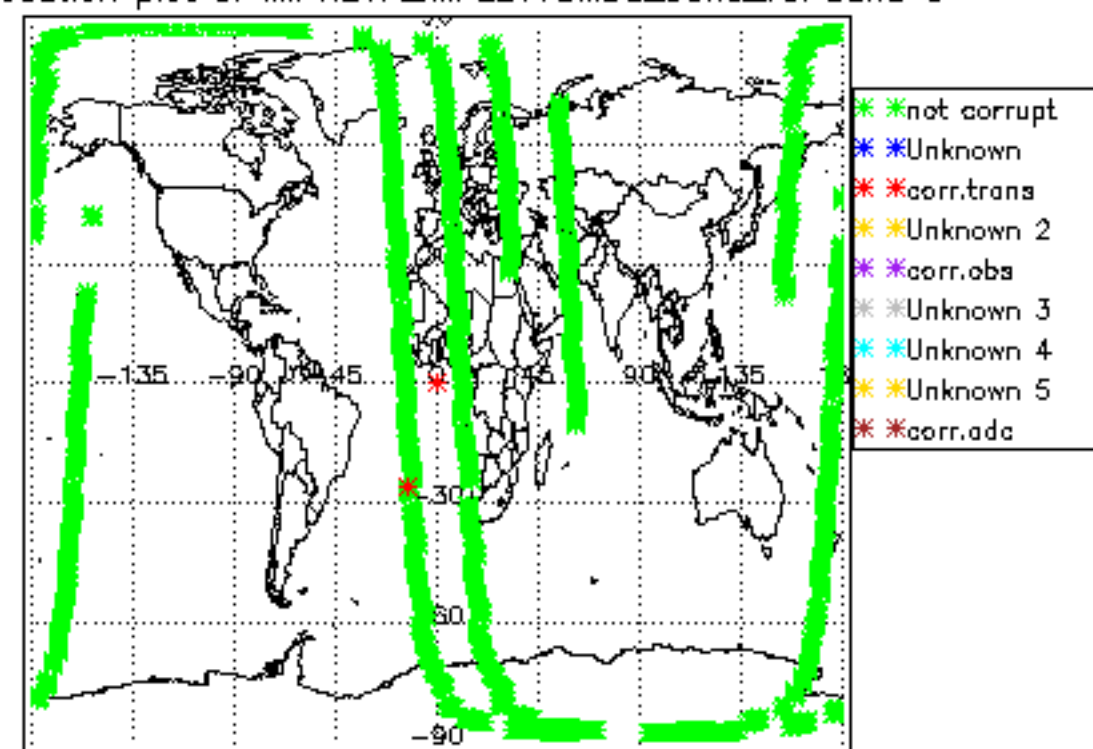 -135 -90 45 45 90 135
-30
60
-90
not corrupt
Unknown
corr.trans
Unknown 2
corr.obs
Unknown 3
Unknown 4
Unknown 5
corr.adc